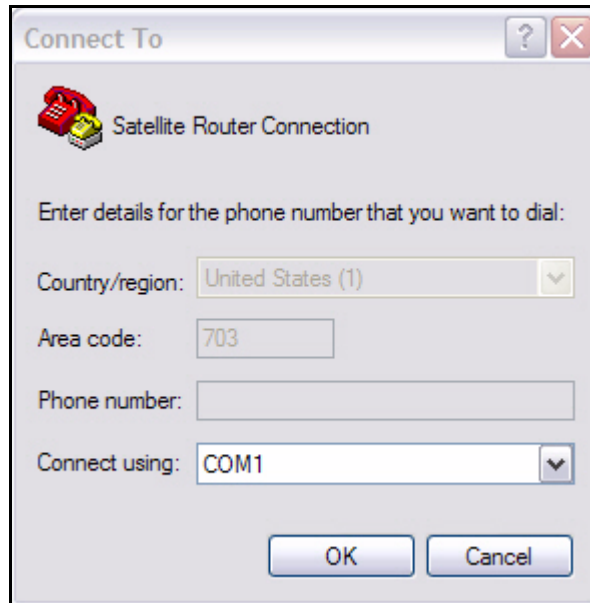 Connect To
Satellite Router Connection
Enter details for the phone number that you want to dial:
Country/region: United States (1)
Area code: 703
Phone number:
Connect using: COM1
OK Cancel